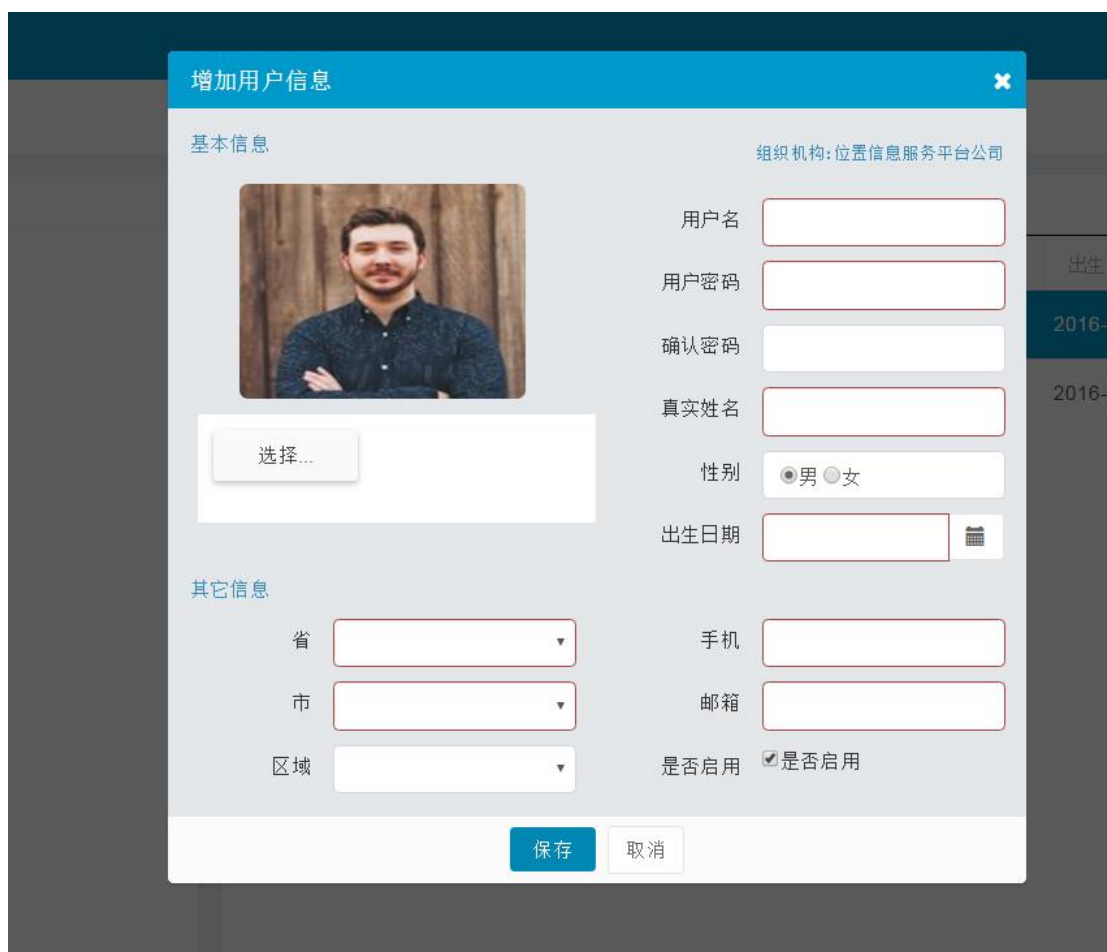 增加用户信息
基本信息
组织机构:位置信息服务平台公司
用户名
用户密码
确认密码
真实姓名
选择...
性别
男 女
出生日期
其它信息
省
手机
市
邮箱
区域
是否启用
是否启用
保存
取消
出生
2016-
2016-